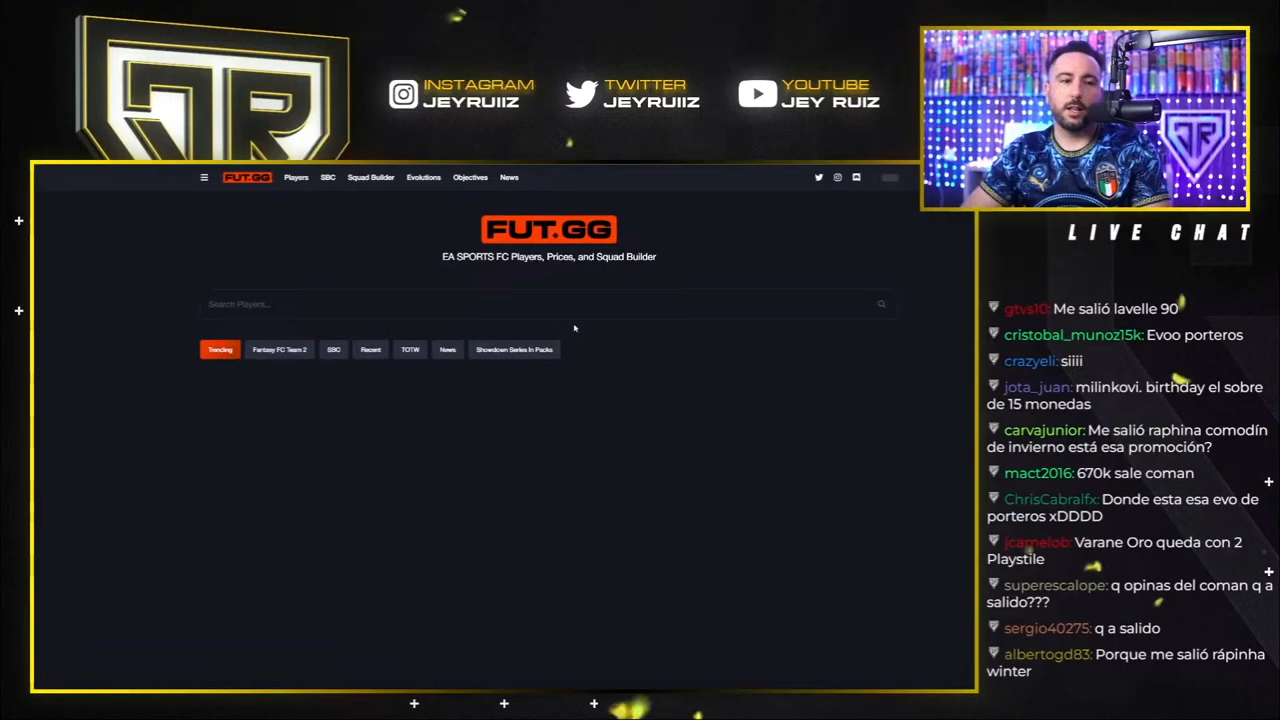 JR
INSTAGRAM
JEYRUIIZ
TWITTER
JEYRUIIZ
YOUTUBE
JEY RUIZ
JR
FUT.GG
Players
SBC
Squad Builder
Evolutions
Objectives
News
FUT.GG
EA SPORTS FC Players, Prices, and Squad Builder
Search Players...
Trending
Fantasy FC Team 2
SBC
Recent
TOTW
News
Showdown Series In Packs
LIVE CHAT
gtvs10: Me salió lavelle 90
cristobal_munoz15k: Evoo porteros
crazyeli: siiii
jota_juan: milinkovi. birthday el sobre
de 15 monedas
carvajunior: Me salió raphina comodín
de invierno está esa promoción?
mact2016: 670k sale coman
ChrisCabralfx: Donde esta esa evo de
porteros xDDDD
jcamelob: Varane Oro queda con 2
Playstile
superescalope: q opinas del coman q a
salido???
sergio40275: q a salido
albertogd83: Porque me salió rápinha
winter